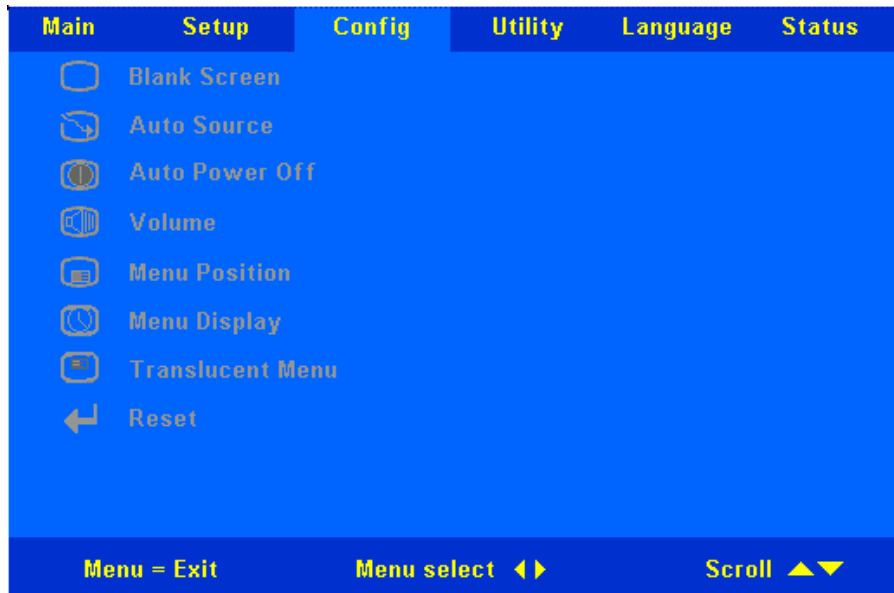 Main Setup Config Utility Language Status
Blank Screen
Auto Source
Auto Power Off
Volume
Menu Position
Menu Display
Translucent Menu
Reset
Menu = Exit Menu select ◀▶ Scroll ▲▼